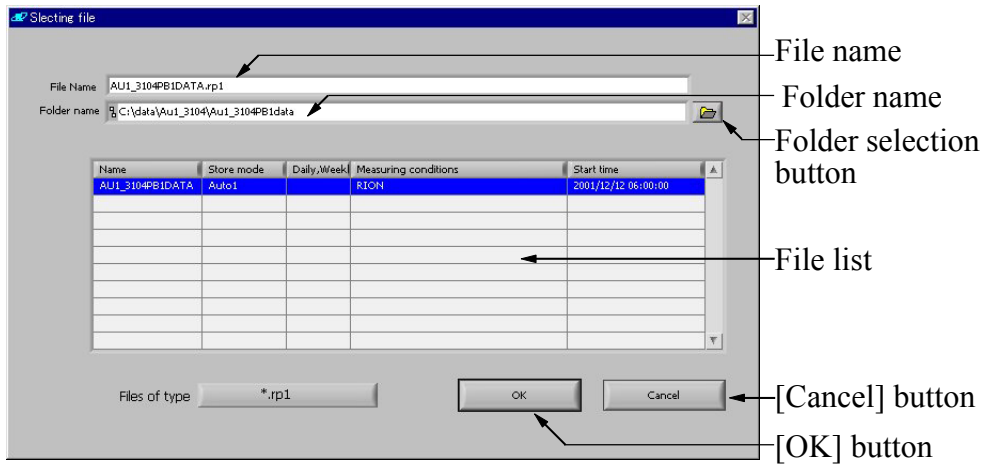 Slecting file
File name
File Name AU1_3104PB1DATA.rp1
Folder name
Folder name C:\data\Au1_3104\Au1_3104PB1data
Folder selection
button
Name Store mode Daily,Weekl Measuring conditions Start time
AU1_3104PB1DATA Auto1 RION 2001/12/12 06:00:00
File list
Files of type *.rp1 OK Cancel
[Cancel] button
[OK] button